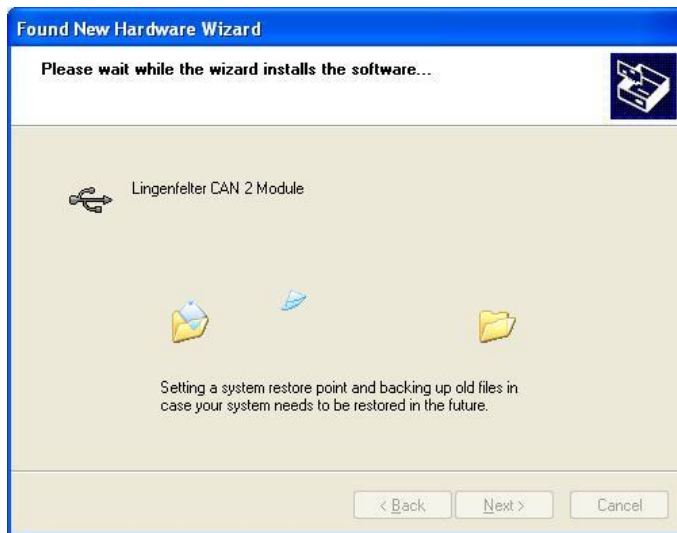 Found New Hardware Wizard
Please wait while the wizard installs the software...
Lingenfelter CAN 2 Module
Setting a system restore point and backing up old files in
case your system needs to be restored in the future.
< Back Next > Cancel